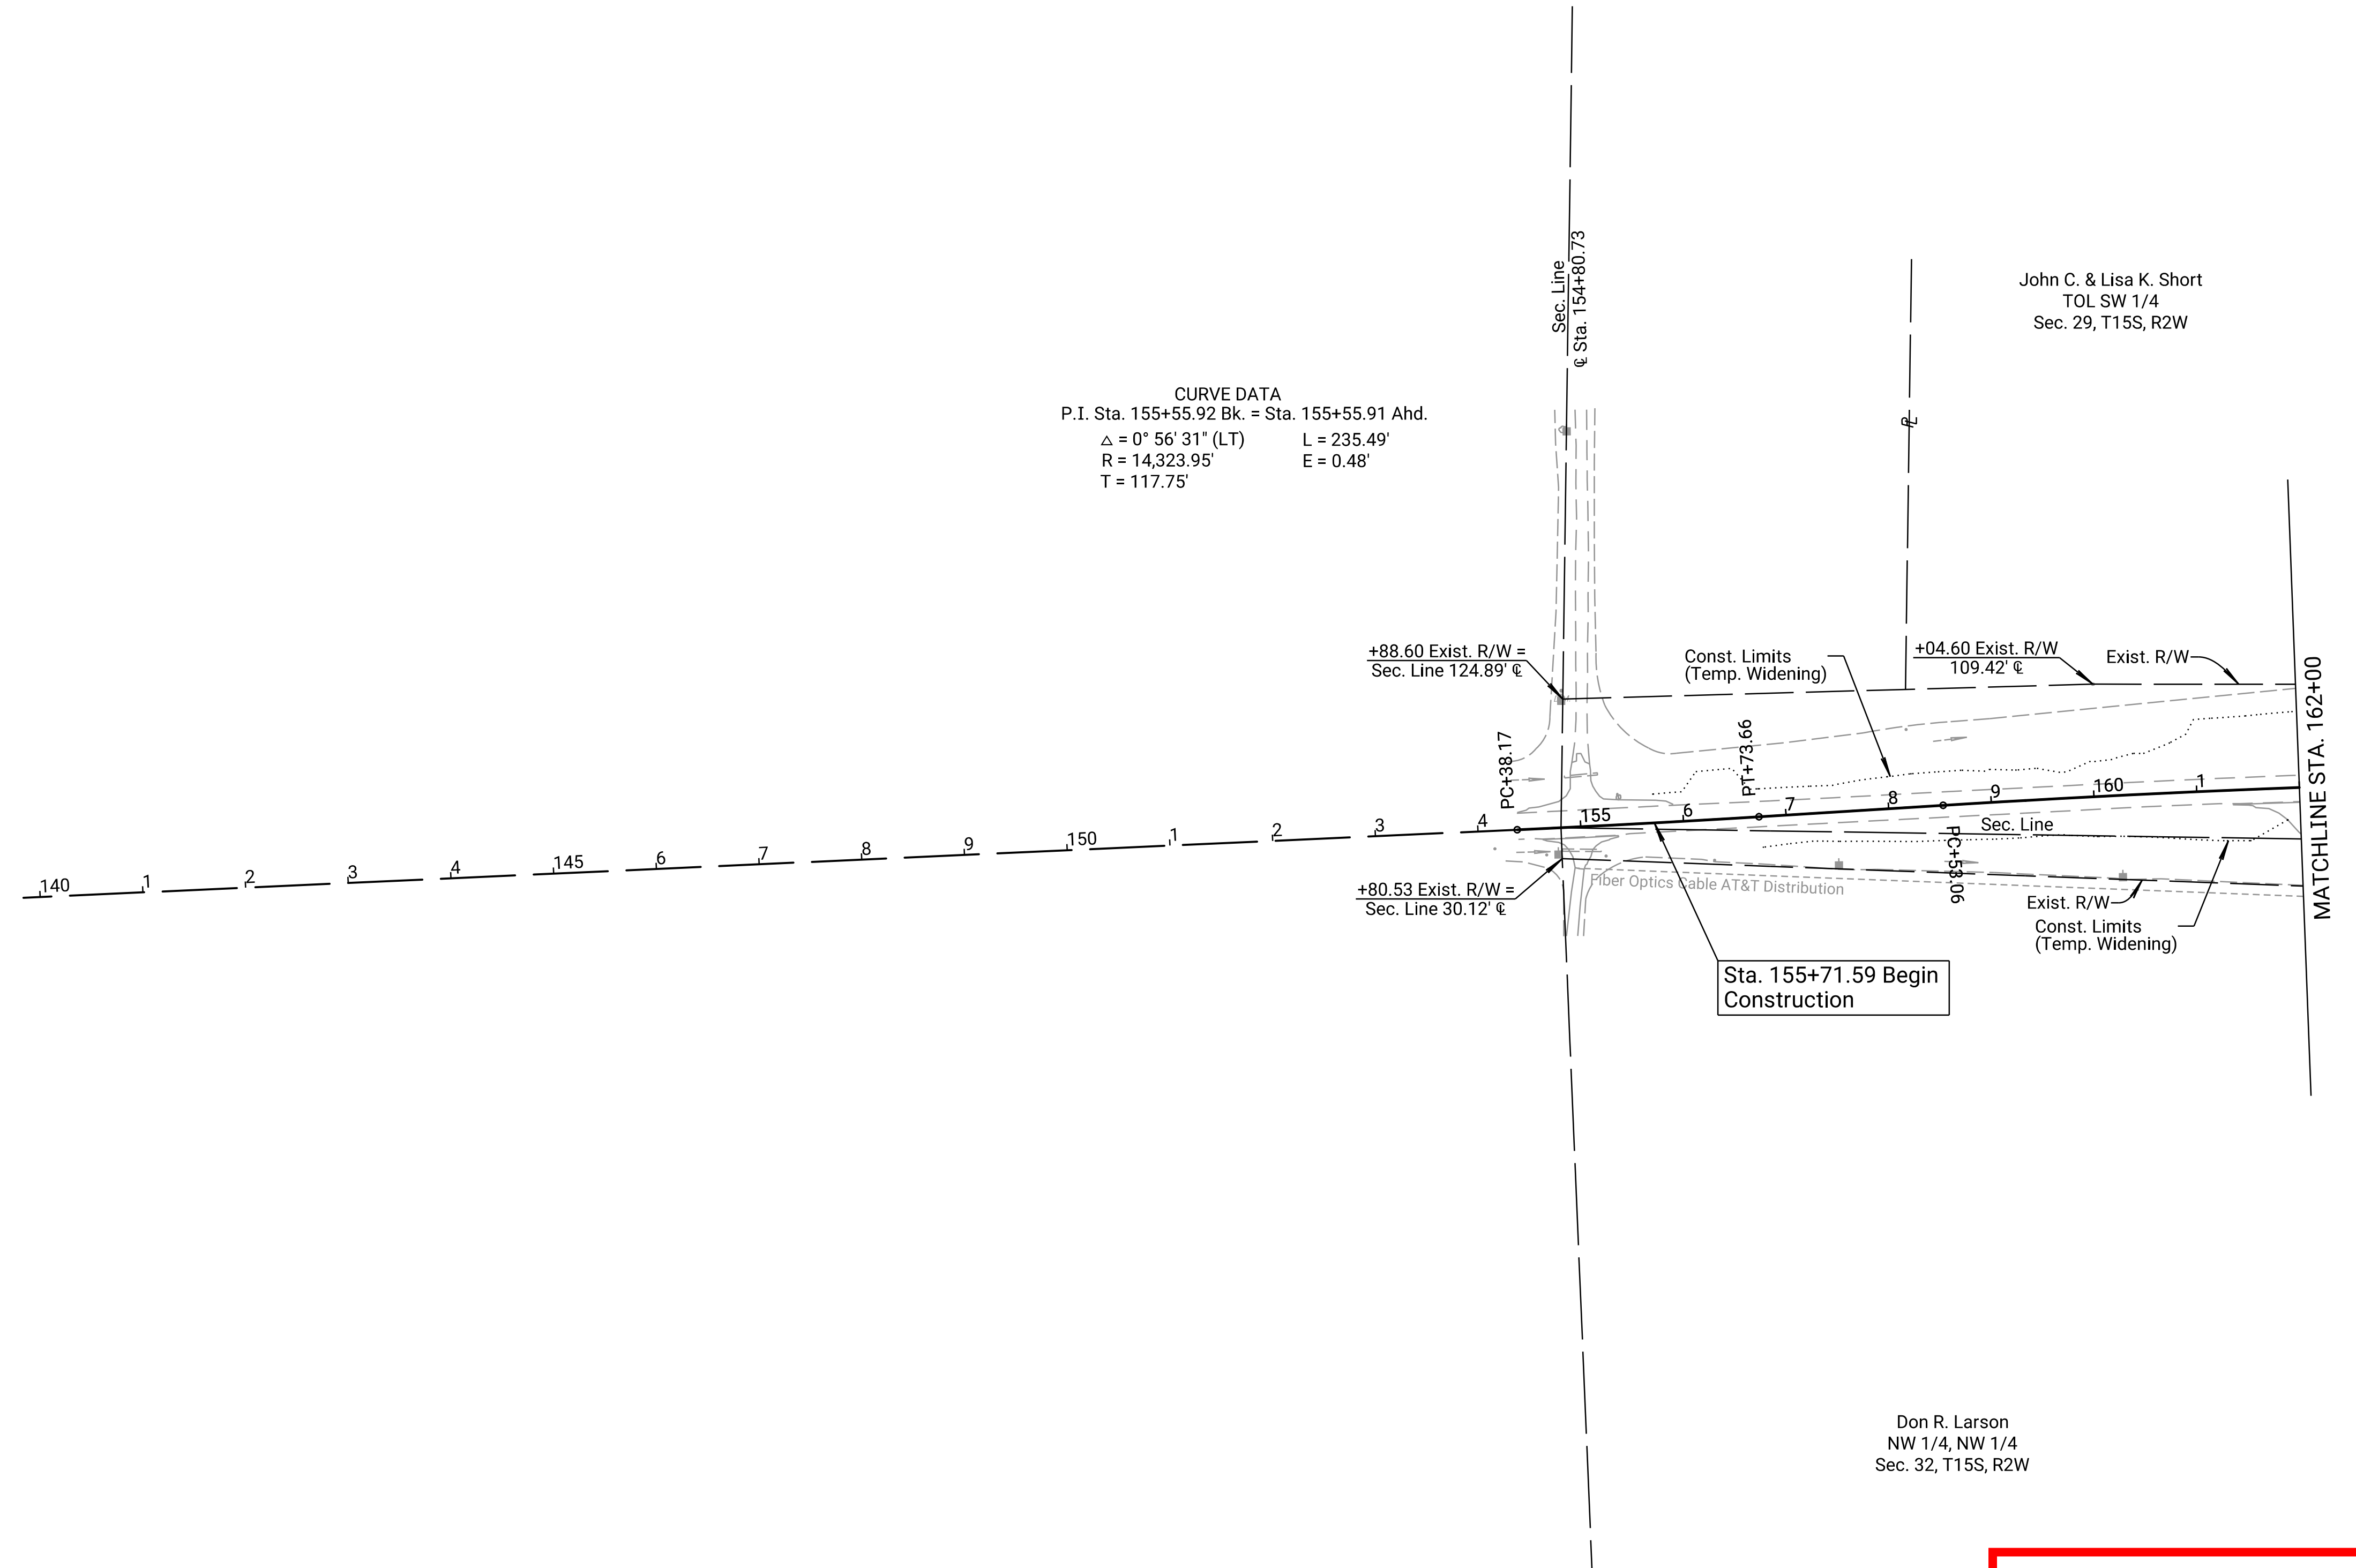 Sec. Line
℄ Sta. 154+80.73
John C. & Lisa K. Short
TOL SW 1/4
Sec. 29, T15S, R2W
CURVE DATA
P.I. Sta. 155+55.92 Bk. = Sta. 155+55.91 Ahd.
△ = 0° 56' 31" (LT) L = 235.49'
R = 14,323.95' E = 0.48'
T = 117.75'
PL
+88.60 Exist. R/W =
Sec. Line 124.89' ℄
Const. Limits
(Temp. Widening)
+04.60 Exist. R/W
109.42' ℄
Exist. R/W
MATCHLINE STA. 162+00
PC+38.17
PT+73.66
PC+53.06
140 1 2 3 4 145 6 7 8 9 150 1 2 3 4 155 6 7 8 9 160 1
Sec. Line
+80.53 Exist. R/W =
Sec. Line 30.12' ℄
Fiber Optics Cable AT&T Distribution
Exist. R/W
Const. Limits
(Temp. Widening)
Sta. 155+71.59 Begin
Construction
Don R. Larson
NW 1/4, NW 1/4
Sec. 32, T15S, R2W